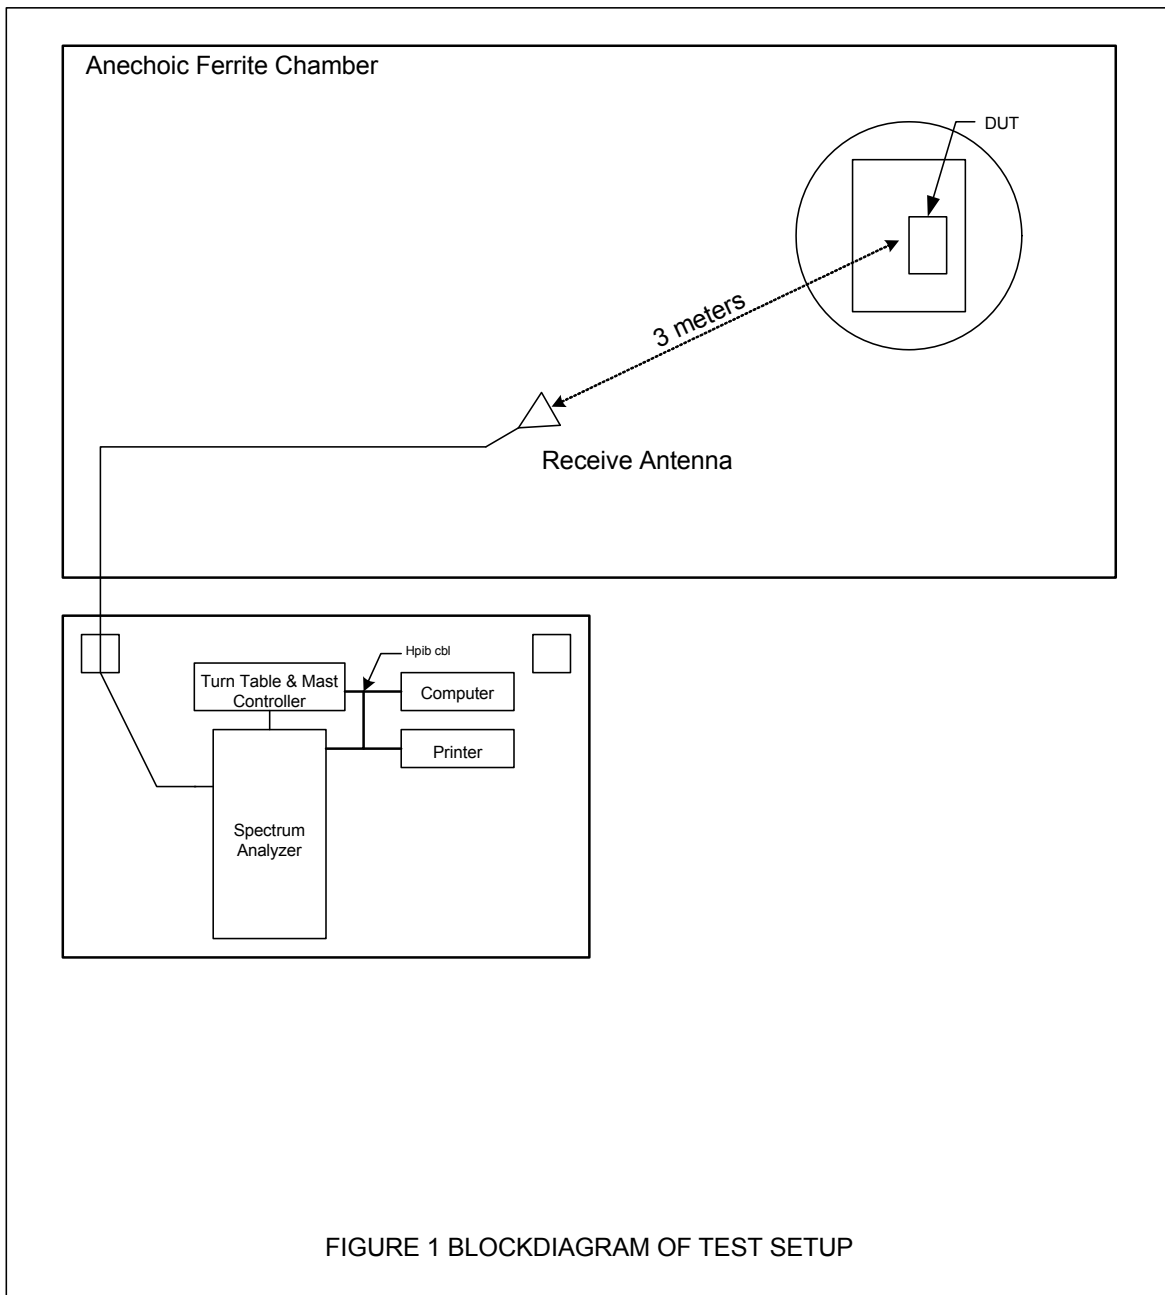 Anechoic Ferrite Chamber
DUT
3 meters
Receive Antenna
Hpib cbl
Turn Table & Mast
Controller
Computer
Printer
Spectrum
Analyzer
FIGURE 1 BLOCKDIAGRAM OF TEST SETUP